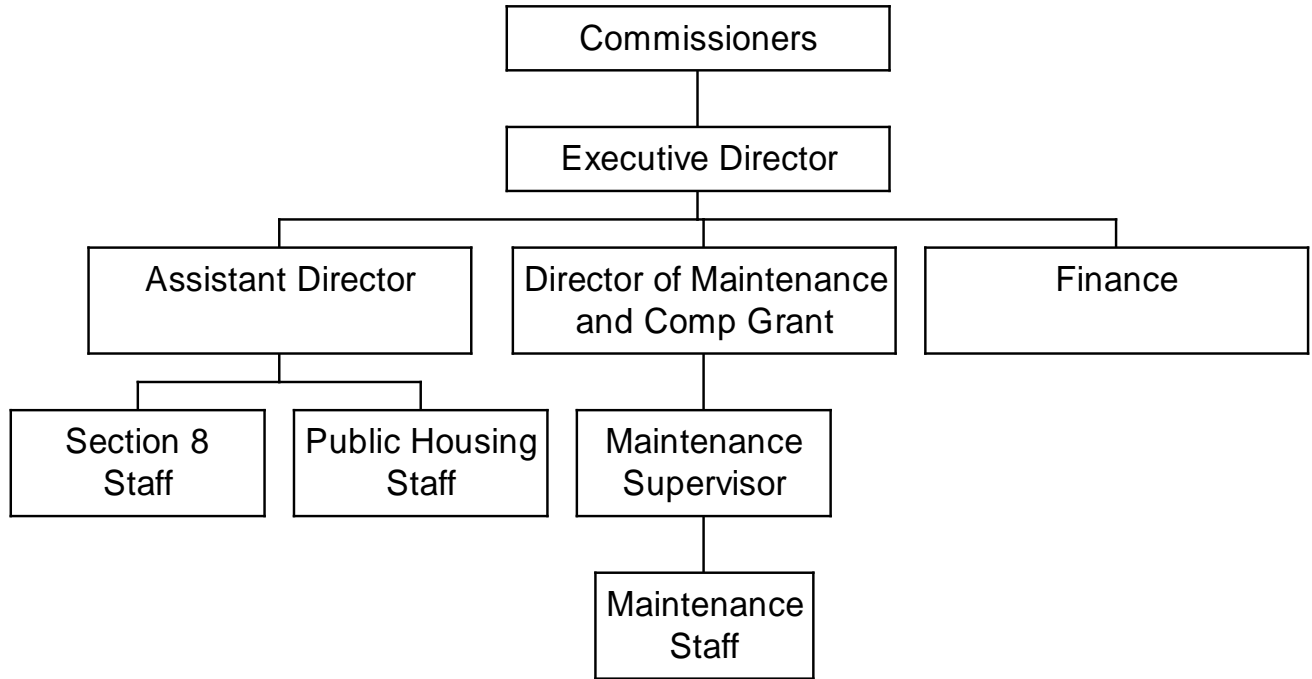 Commissioners
Executive Director
Assistant Director
Director of Maintenance
and Comp Grant
Finance
Section 8
Staff
Public Housing
Staff
Maintenance
Supervisor
Maintenance
Staff